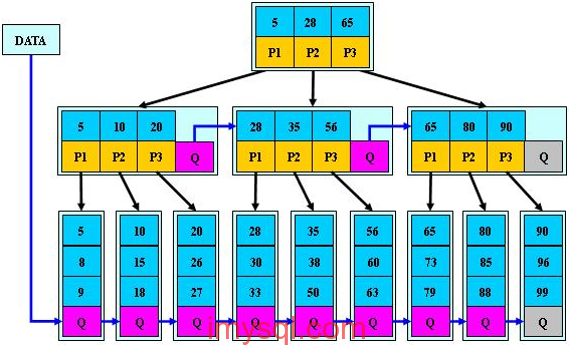 5 28 65
DATA
P1 P2 P3
5 10 20
28 35 56
65 80 90
P1 P2 P3 Q
P1 P2 P3 Q
P1 P2 P3 Q
5 10 20 28 35 56 65 80 90
8 15 26 30 38 60 73 85 96
9 18 27 33 50 63 79 88 99
Q Q Q Q Q Q Q Q Q
imysql.com